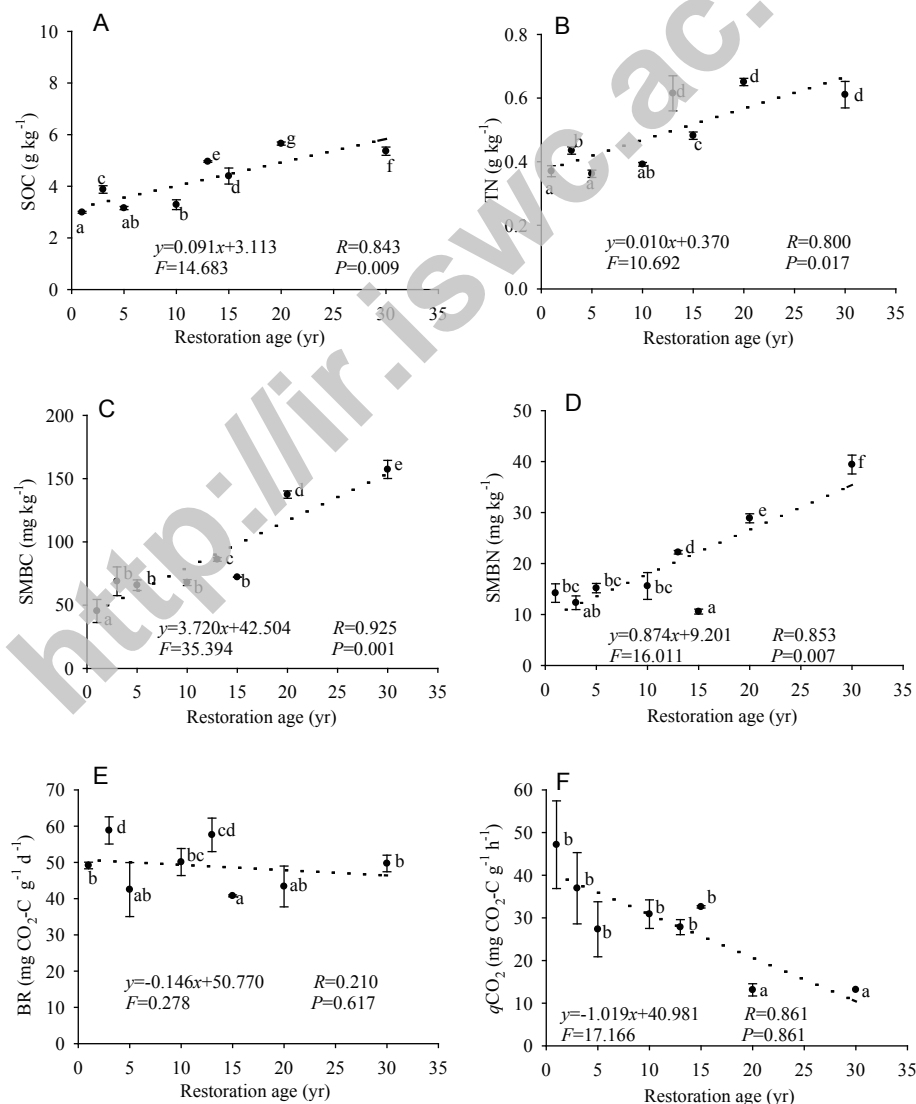 A
SOC (g kg-1)
10
8
6
4
2
0
a
c
ab
b
e
d
g
f
y=0.091x+3.113 R=0.843
F=14.683 P=0.009
0 5 10 15 20 25 30 35
Restoration age (yr)
B
TN (g kg-1)
0.8
0.6
0.4
0.2
0.0
a
b
a
ab
d
c
d
d
y=0.010x+0.370 R=0.800
F=10.692 P=0.017
0 5 10 15 20 25 30 35
Restoration age (yr)
C
SMBC (mg kg-1)
200
150
100
50
0
a
b
b
b
c
b
d
e
y=3.720x+42.504 R=0.925
F=35.394 P=0.001
0 5 10 15 20 25 30 35
Restoration age (yr)
D
SMBN (mg kg-1)
50
40
30
20
10
0
bc
ab
bc
bc
d
a
e
f
y=0.874x+9.201 R=0.853
F=16.011 P=0.007
0 5 10 15 20 25 30 35
Restoration age (yr)
E
BR (mg CO2-C g-1 d-1)
70
60
50
40
30
20
10
0
b
d
ab
bc
cd
a
ab
b
y=-0.146x+50.770 R=0.210
F=0.278 P=0.617
0 5 10 15 20 25 30 35
Restoration age (yr)
F
qCO2 (mg CO2-C g-1 h-1)
60
50
40
30
20
10
0
b
b
b
b
b
b
a
a
y=-1.019x+40.981 R=0.861
F=17.166 P=0.861
0 5 10 15 20 25 30 35
Restoration age (yr)
http://ir.iswc.ac.